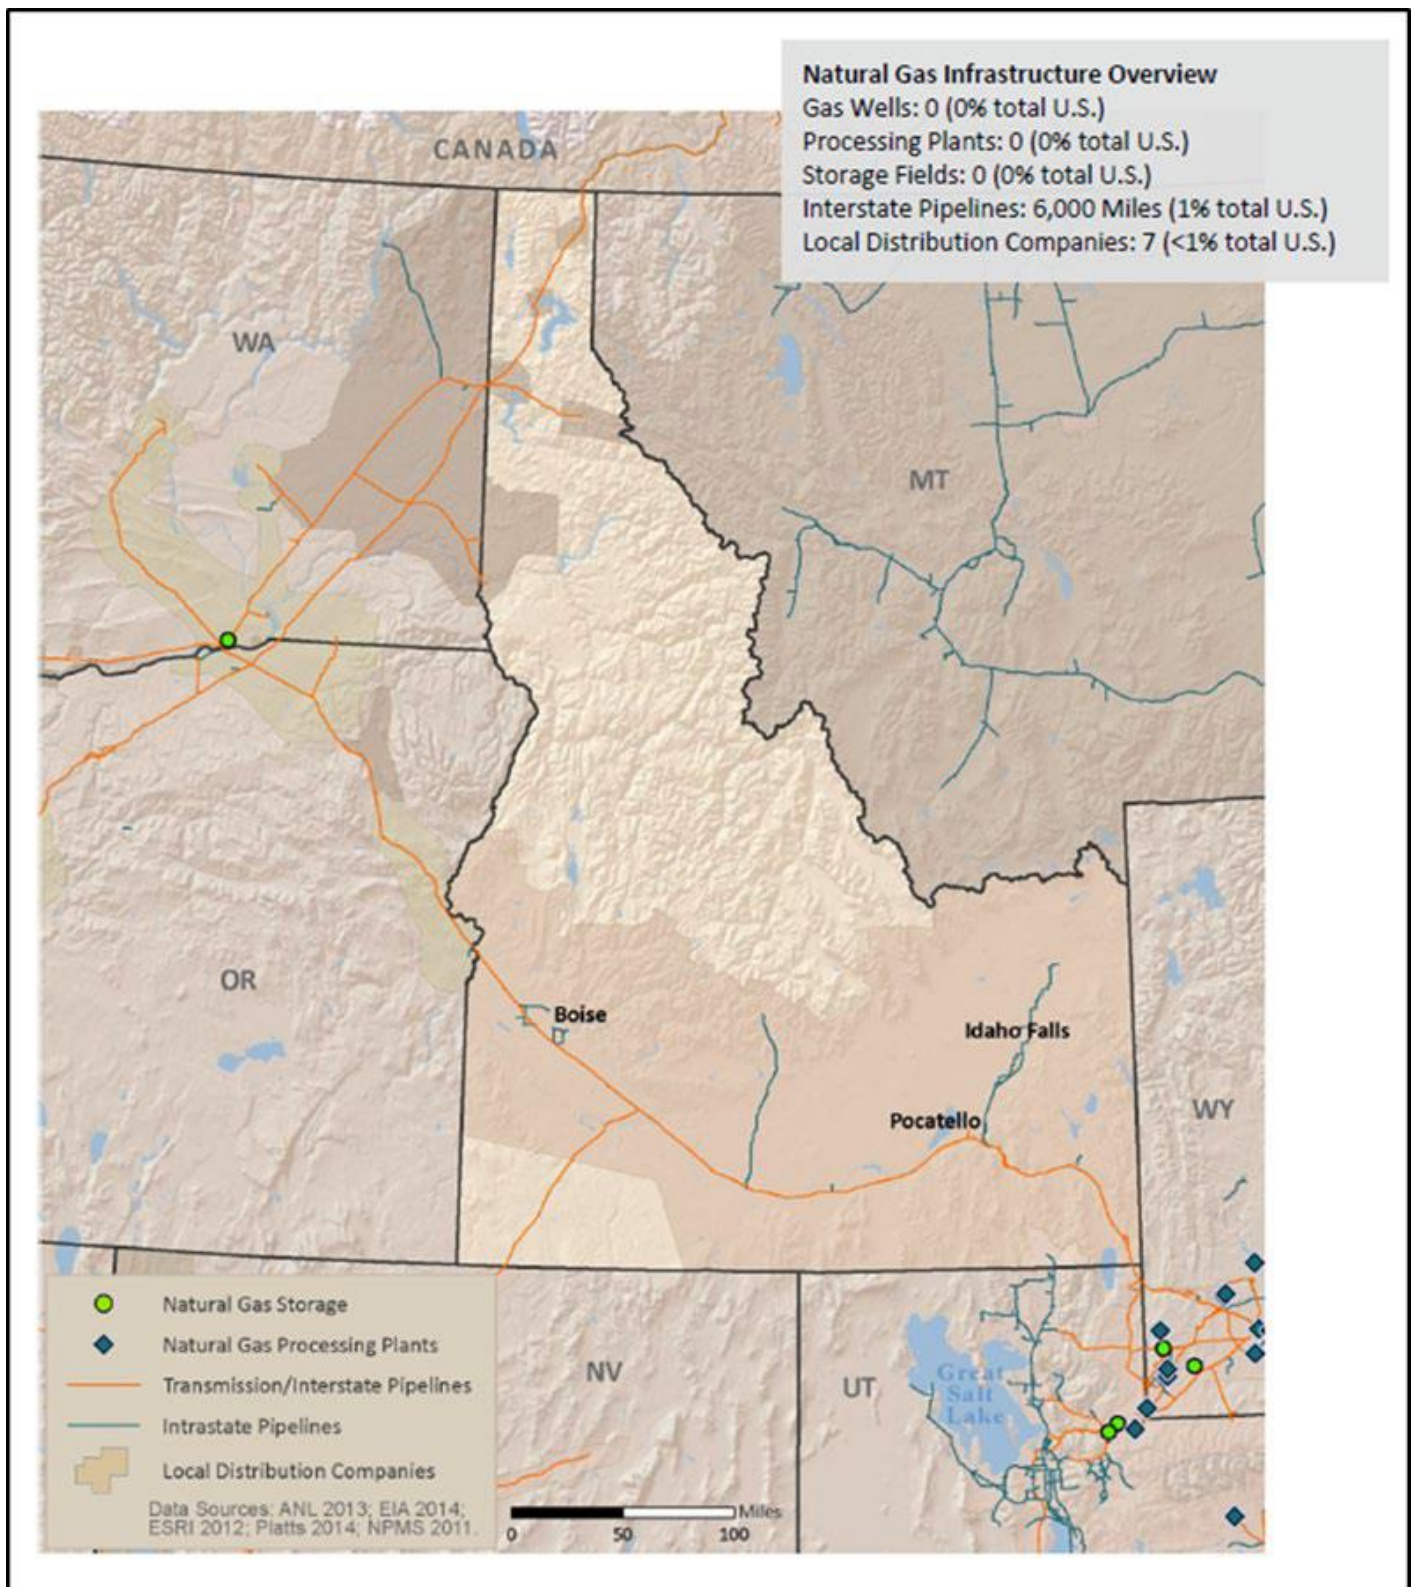 Natural Gas Infrastructure Overview
Gas Wells: 0 (0% total U.S.)
Processing Plants: 0 (0% total U.S.)
Storage Fields: 0 (0% total U.S.)
Interstate Pipelines: 6,000 Miles (1% total U.S.)
Local Distribution Companies: 7 (<1% total U.S.)
CANADA
WA
MT
OR
Boise
Idaho Falls
Pocatello
WY
NV
UT
Great
Salt
Lake
Natural Gas Storage
Natural Gas Processing Plants
Transmission/Interstate Pipelines
Intrastate Pipelines
Local Distribution Companies
Data Sources: ANL 2013; EIA 2014;
ESRI 2012; Platts 2014; NPMS 2011.
Miles
0 50 100